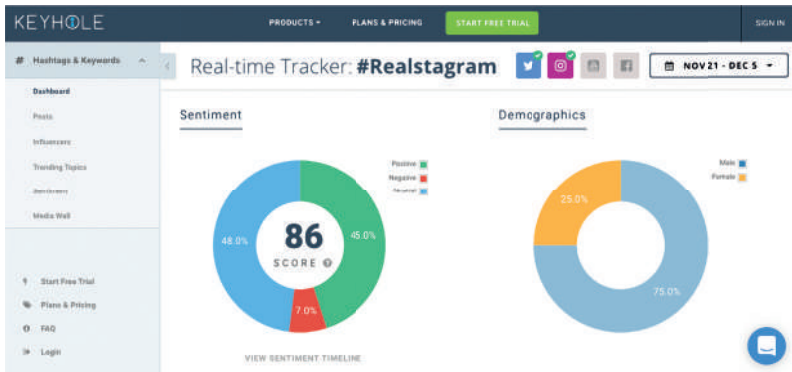 KEYHOLE
PRODUCTS
PLANS & PRICING
START FREE TRIAL
SIGN IN
# Hashtags & Keywords
Real-time Tracker: #Realstagram
NOV 21 - DEC 5
Dashboard
Posts
Influencers
Trending Topics
Media Wall
Start Free Trial
Plans & Pricing
FAQ
Login
Sentiment
Positive
Negative
48.0%
45.0%
7.0%
86
SCORE
VIEW SENTIMENT TIMELINE
Demographics
Male
Female
25.0%
75.0%